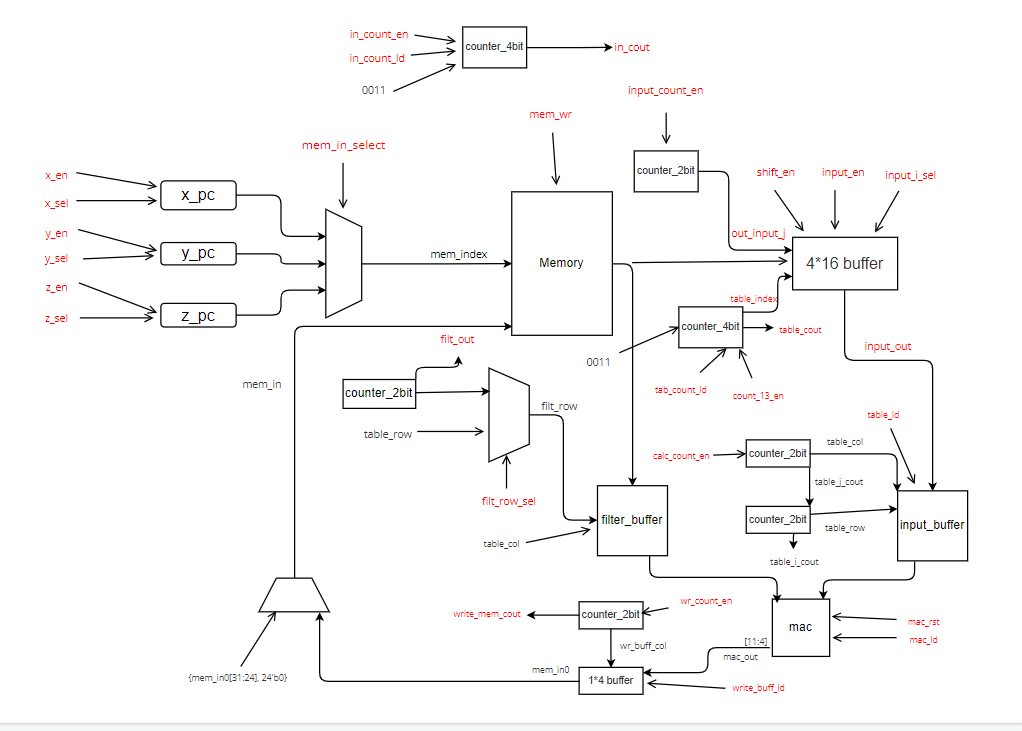 in_count_en
in_count_ld
0011
counter_4bit
in_cout
input_count_en
mem_wr
mem_in_select
counter_2bit
shift_en
input_en
input_i_sel
x_en
x_sel
x_pc
y_en
y_sel
y_pc
z_en
z_sel
z_pc
mem_index
Memory
out_input_j
4*16 buffer
table_index
counter_4bit
table_cout
0011
tab_count_ld
count_13_en
input_out
filt_out
mem_in
counter_2bit
table_row
filt_row
filt_row_sel
table_ld
calc_count_en
counter_2bit
table_col
table_j_cout
counter_2bit
table_row
table_i_cout
input_buffer
filter_buffer
table_col
write_mem_cout
counter_2bit
wr_count_en
mac
mac_rst
mac_ld
wr_buff_col
[11:4]
mac_out
mem_in0
1*4 buffer
write_buff_ld
{mem_in0[31:24], 24'b0}